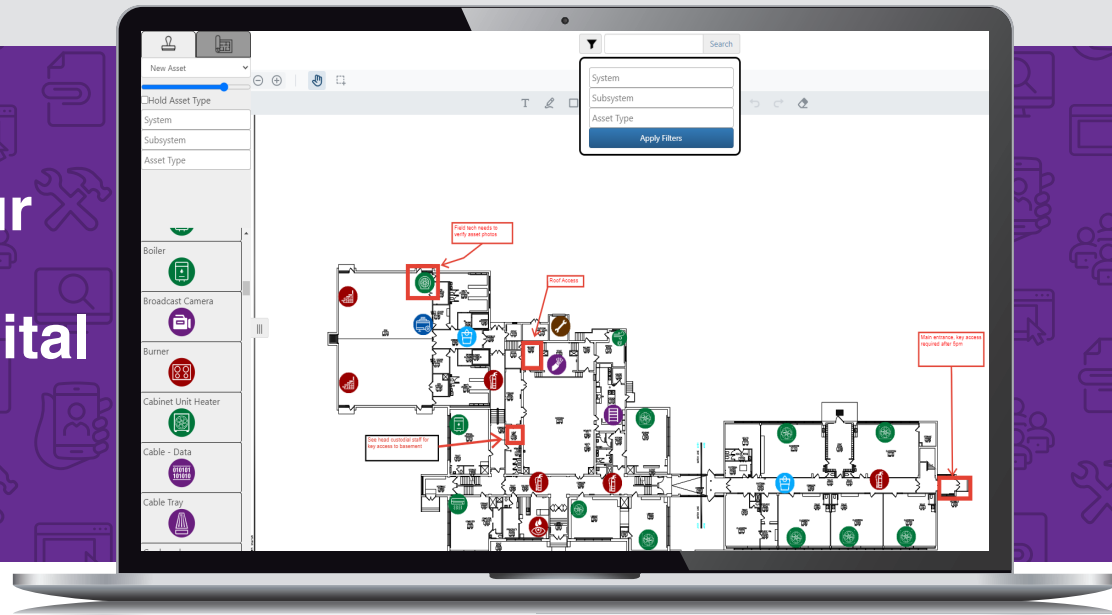 ur
ital
New Asset
Hold Asset Type
System
Subsystem
Asset Type
Boiler
Broadcast Camera
Burner
Cabinet Unit Heater
Cable - Data
010101
101010
Cable Tray
Search
System
Subsystem
Asset Type
Apply Filters
T
Field tech needs to
verify asset photos
Roof Access
Main entrance, key access
required after 5pm
See head custodial staff for
key access to basement